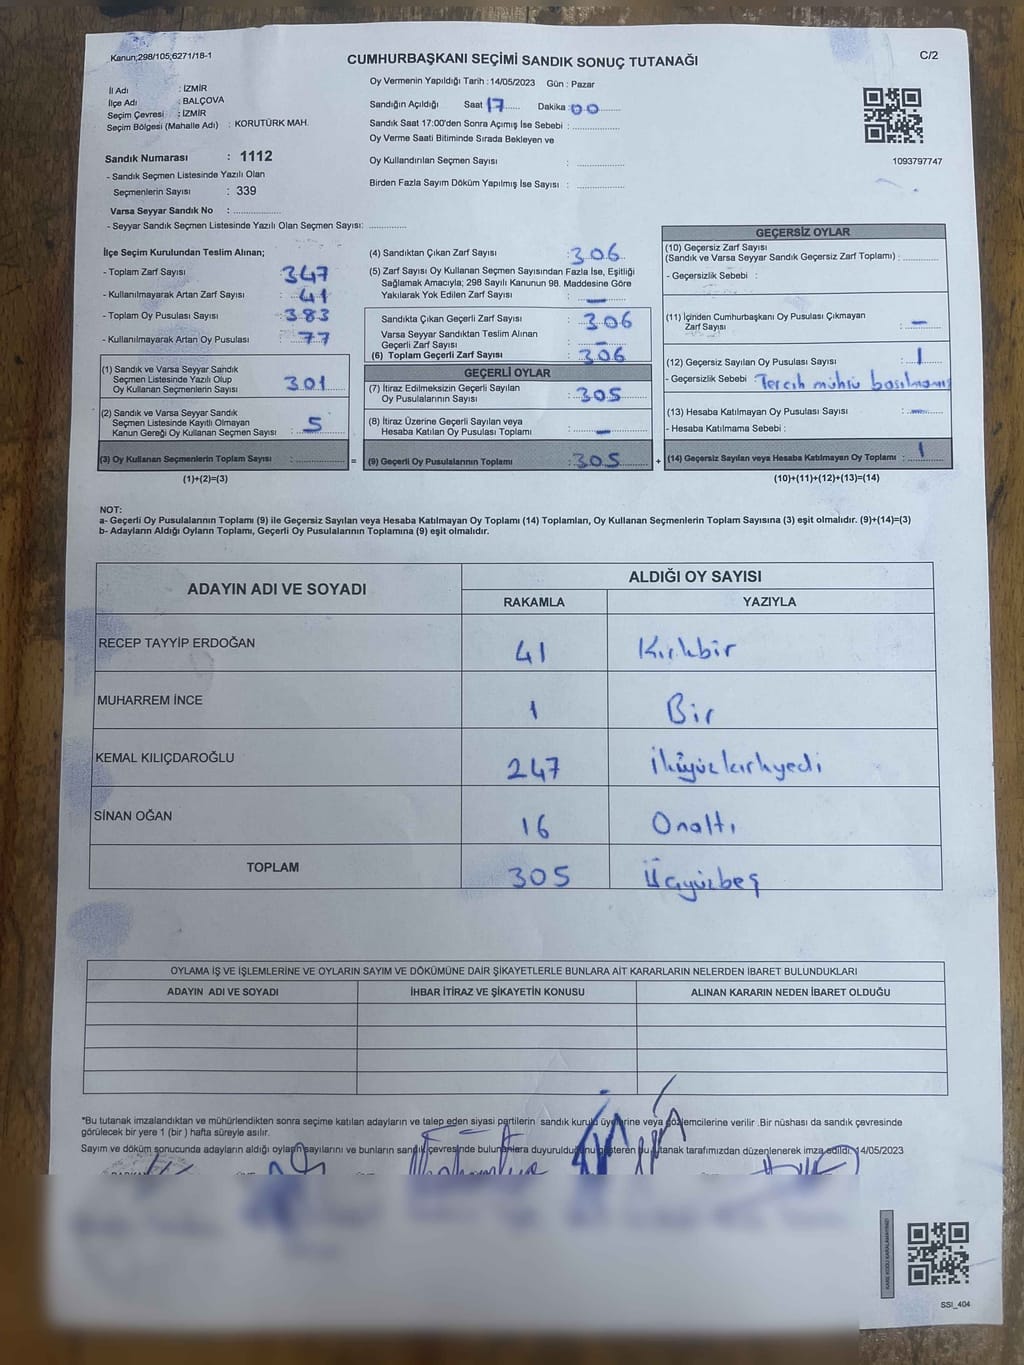 Kanun;298/105;6271/18-1
CUMHURBAŞKANI SEÇİMİ SANDIK SONUÇ TUTANAĞI
C/2
İl Adı : İZMİR
İlçe Adı : BALÇOVA
Seçim Çevresi : İZMİR
Seçim Bölgesi (Mahalle Adı) : KORUTÜRK MAH.
Sandık Numarası : 1112
- Sandık Seçmen Listesinde Yazılı Olan
Seçmenlerin Sayısı : 339
Varsa Seyyar Sandık No : ..............
- Seyyar Sandık Seçmen Listesinde Yazılı Olan Seçmen Sayısı: ............
Oy Vermenin Yapıldığı Tarih : 14/05/2023 Gün : Pazar
Sandığın Açıldığı Saat 17...... Dakika :00............
Sandık Saat 17:00'den Sonra Açımış İse Sebebi : ..............
Oy Verme Saati Bitiminde Sırada Bekleyen ve
Oy Kullandırılan Seçmen Sayısı : ..............
Birden Fazla Sayım Döküm Yapılmış İse Sayısı : ..............
1093797747
İlçe Seçim Kurulundan Teslim Alınan;
- Toplam Zarf Sayısı 347
- Kullanılmayarak Artan Zarf Sayısı 41
- Toplam Oy Pusulası Sayısı 383
- Kullanılmayarak Artan Oy Pusulası 77
(1) Sandık ve Varsa Seyyar Sandık
Seçmen Listesinde Yazılı Olup
Oy Kullanan Seçmenlerin Sayısı 301
(2) Sandık ve Varsa Seyyar Sandık
Seçmen Listesinde Kayıtlı Olmayan
Kanun Gereği Oy Kullanan Seçmen Sayısı 5
(3) Oy Kullanan Seçmenlerin Toplam Sayısı : ..............
(1)+(2)=(3)
=
(4) Sandıktan Çıkan Zarf Sayısı : 306
(5) Zarf Sayısı Oy Kullanan Seçmen Sayısından Fazla İse, Eşitliği
Sağlamak Amacıyla; 298 Sayılı Kanunun 98. Maddesine Göre
Yakılarak Yok Edilen Zarf Sayısı : —
Sandıkta Çıkan Geçerli Zarf Sayısı : 306
Varsa Seyyar Sandıktan Teslim Alınan
Geçerli Zarf Sayısı : —
(6) Toplam Geçerli Zarf Sayısı : 306
GEÇERLİ OYLAR
(7) İtiraz Edilmeksizin Geçerli Sayılan
Oy Pusulalarının Sayısı : 305
(8) İtiraz Üzerine Geçerli Sayılan veya
Hesaba Katılan Oy Pusulası Toplamı : —
(9) Geçerli Oy Pusulalarının Toplamı : 305
+
GEÇERSİZ OYLAR
(10) Geçersiz Zarf Sayısı
(Sandık ve Varsa Seyyar Sandık Geçersiz Zarf Toplamı) : ............
- Geçersizlik Sebebi :
(11) İçinden Cumhurbaşkanı Oy Pusulası Çıkmayan
Zarf Sayısı : —
(12) Geçersiz Sayılan Oy Pusulası Sayısı : 1
- Geçersizlik Sebebi : Tercih mührü basılmamış
(13) Hesaba Katılmayan Oy Pusulası Sayısı : —
- Hesaba Katılmama Sebebi :
(14) Geçersiz Sayılan veya Hesaba Katılmayan Oy Toplamı : 1
(10)+(11)+(12)+(13)=(14)
NOT:
a- Geçerli Oy Pusulalarının Toplamı (9) ile Geçersiz Sayılan veya Hesaba Katılmayan Oy Toplamı (14) Toplamları, Oy Kullanan Seçmenlerin Toplam Sayısına (3) eşit olmalıdır. (9)+(14)=(3)
b- Adayların Aldığı Oyların Toplamı, Geçerli Oy Pusulalarının Toplamına (9) eşit olmalıdır.
ADAYIN ADI VE SOYADI ALDIĞI OY SAYISI
RAKAMLA YAZIYLA
RECEP TAYYİP ERDOĞAN 41 Kırkbir
MUHARREM İNCE 1 Bir
KEMAL KILIÇDAROĞLU 247 İkiyüzkırkyedi
SİNAN OĞAN 16 Onaltı
TOPLAM 305 Üçyüzbeş
OYLAMA İŞ VE İŞLEMLERİNE VE OYLARIN SAYIM VE DÖKÜMÜNE DAİR ŞİKAYETLERLE BUNLARA AİT KARARLARIN NELERDEN İBARET BULUNDUKLARI
ADAYIN ADI VE SOYADI İHBAR İTİRAZ VE ŞİKAYETİN KONUSU ALINAN KARARIN NEDEN İBARET OLDUĞU
*Bu tutanak imzalandıktan ve mühürlendikten sonra seçime katılan adayların ve talep eden siyasi partilerin sandık kurulu üyelerine veya gözlemcilerine verilir .Bir nüshası da sandık çevresinde
görülecek bir yere 1 (bir ) hafta süreyle asılır.
Sayım ve döküm sonucunda adayların aldığı oyların sayılarını ve bunların sandık çevresinde bulunanlara duyurulduğunu gösteren bu tutanak tarafımızdan düzenlenerek imza edildi. 14/05/2023
SSI_404